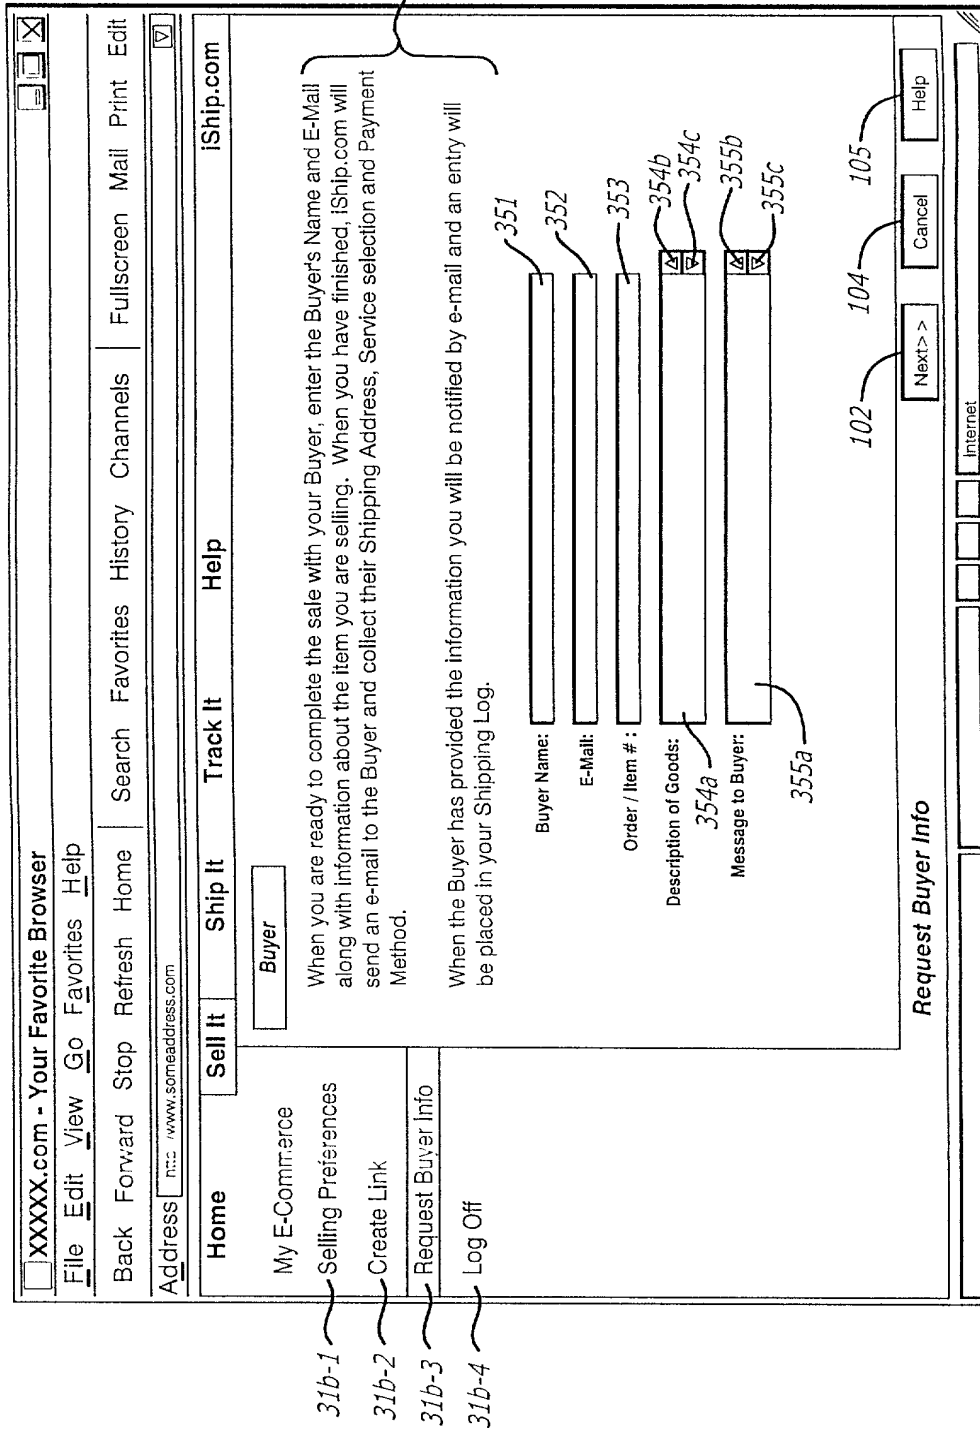 XXXXX.com - Your Favorite Browser
File Edit View Go Favorites Help
Back Forward Stop Refresh Home Search Favorites History Channels Fullscreen Mail Print Edit
Address /www.someaddress.com
Home Sell It Ship It Track It Help iShip.com
My E-Commerce
31b-1 Selling Preferences
31b-2 Create Link
31b-3 Request Buyer Info
31b-4 Log Off
Buyer
When you are ready to complete the sale with your Buyer, enter the Buyer's Name and E-Mail
along with information about the item you are selling. When you have finished, iShip.com will
send an e-mail to the Buyer and collect their Shipping Address, Service selection and Payment
Method.
When the Buyer has provided the information you will be notified by e-mail and an entry will
be placed in your Shipping Log.
Buyer Name: 351
E-Mail: 352
Order / Item # : 353
Description of Goods: 354b
354a 354c
Message to Buyer: 355b
355a 355c
102 104 105
Next> > Cancel Help
Request Buyer Info
Internet